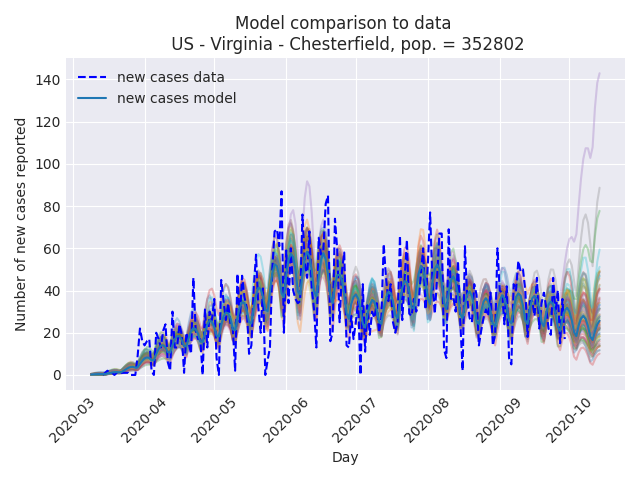 Model comparison to data
US - Virginia - Chesterfield, pop. = 352802
new cases data
new cases model
Number of new cases reported
140
120
100
80
60
40
20
0
2020-03
2020-04
2020-05
2020-06
2020-07
2020-08
2020-09
2020-10
Day